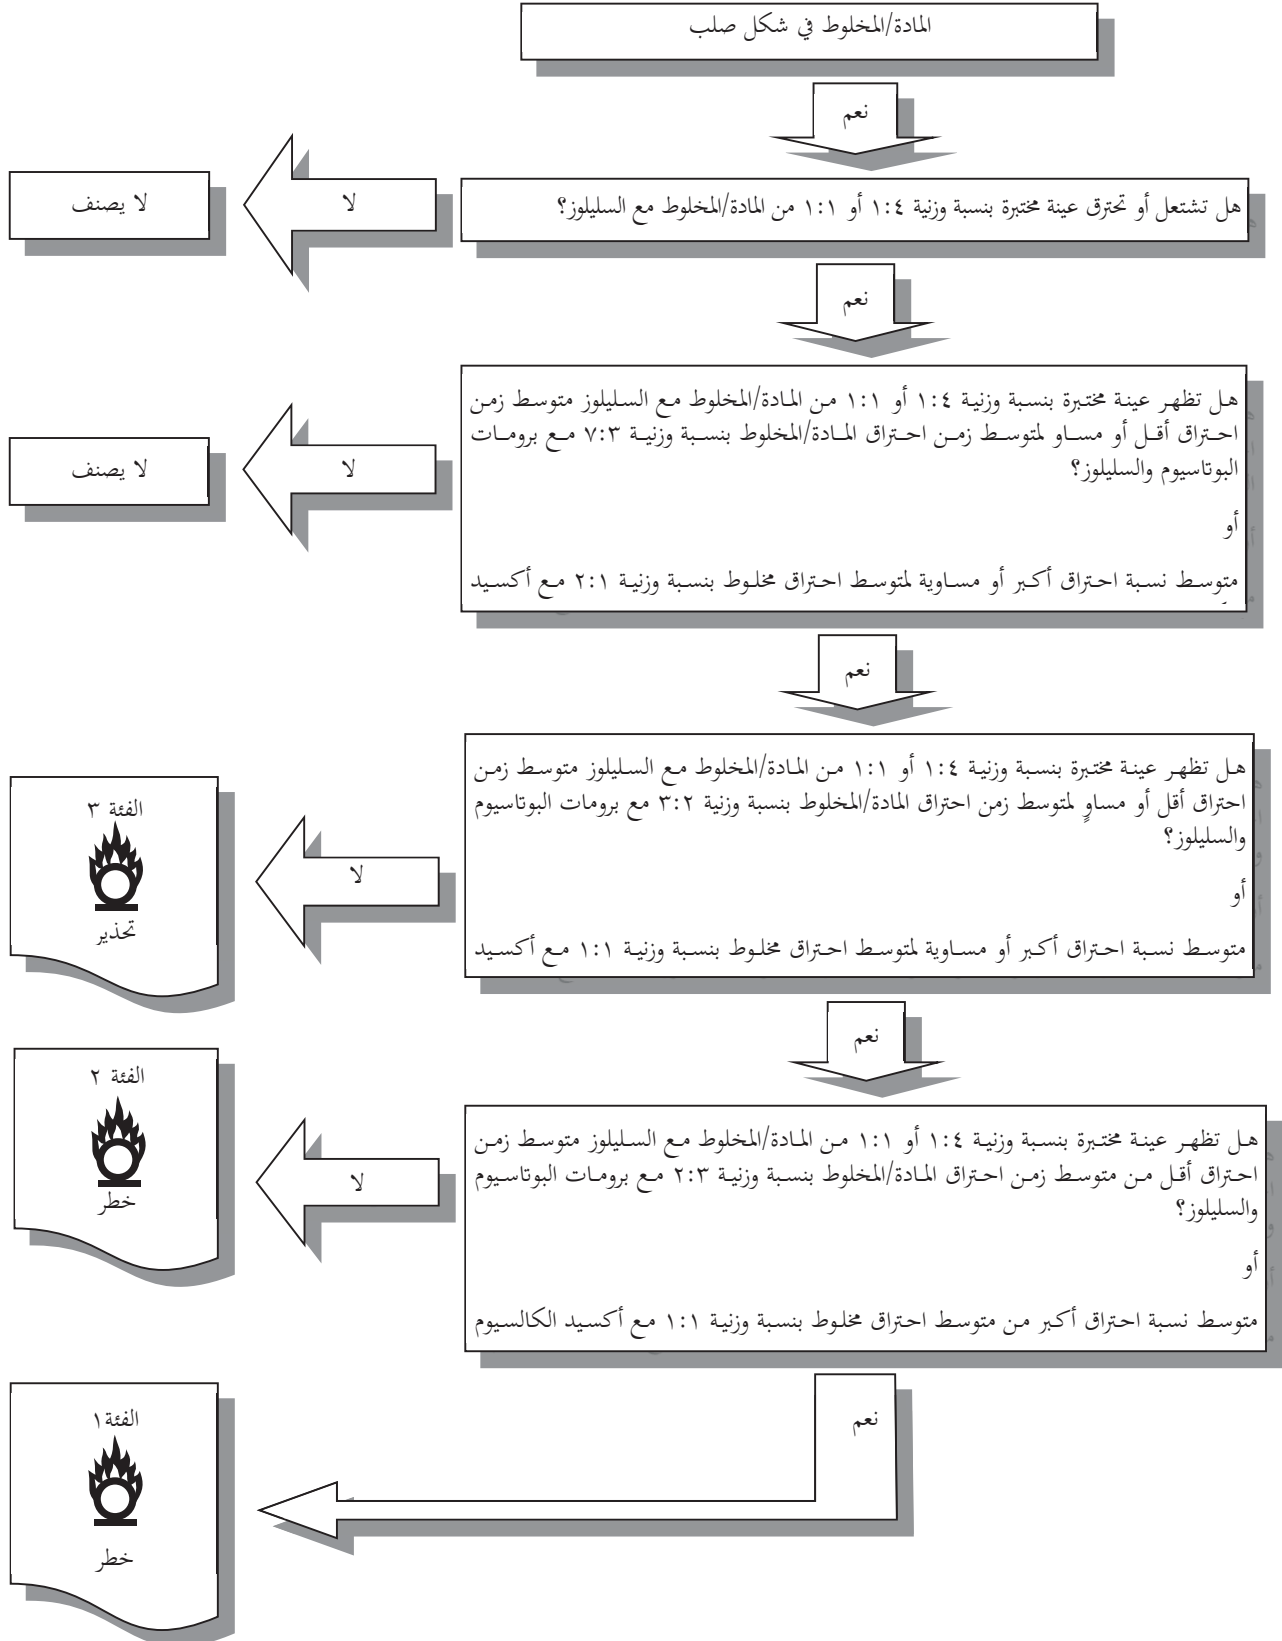 المادة/المخلوط في شكل صلب
نعم
هل تشتعل أو تحترق عينة مختبرة بنسبة وزنية ١:٤ أو ١:١ من المادة/المخلوط مع السليلوز؟
لا
لا يصنف
نعم
هل تظهر عينة مختبرة بنسبة وزنية ١:٤ أو ١:١ من المادة/المخلوط مع السليلوز متوسط زمن
احتراق أقل أو مساو لمتوسط زمن احتراق المادة/المخلوط بنسبة وزنية ٧:٣ مع برومات
البوتاسيوم والسليلوز؟
أو
متوسط نسبة احتراق أكبر أو مساوية لمتوسط احتراق مخلوط بنسبة وزنية ٢:١ مع أكسيد
لا
لا يصنف
نعم
هل تظهر عينة مختبرة بنسبة وزنية ١:٤ أو ١:١ من المادة/المخلوط مع السليلوز متوسط زمن
احتراق أقل أو مساوٍ لمتوسط زمن احتراق المادة/المخلوط بنسبة وزنية ٣:٢ مع برومات البوتاسيوم
والسليلوز؟
أو
متوسط نسبة احتراق أكبر أو مساوية لمتوسط احتراق مخلوط بنسبة وزنية ١:١ مع أكسيد
لا
الفئة ٣
تحذير
نعم
هل تظهر عينة مختبرة بنسبة وزنية ١:٤ أو ١:١ من المادة/المخلوط مع السليلوز متوسط زمن
احتراق أقل من متوسط زمن احتراق المادة/المخلوط بنسبة وزنية ٢:٣ مع برومات البوتاسيوم
والسليلوز؟
أو
متوسط نسبة احتراق أكبر من متوسط احتراق مخلوط بنسبة وزنية ١:١ مع أكسيد الكالسيوم
لا
الفئة ٢
خطر
نعم
الفئة١
خطر